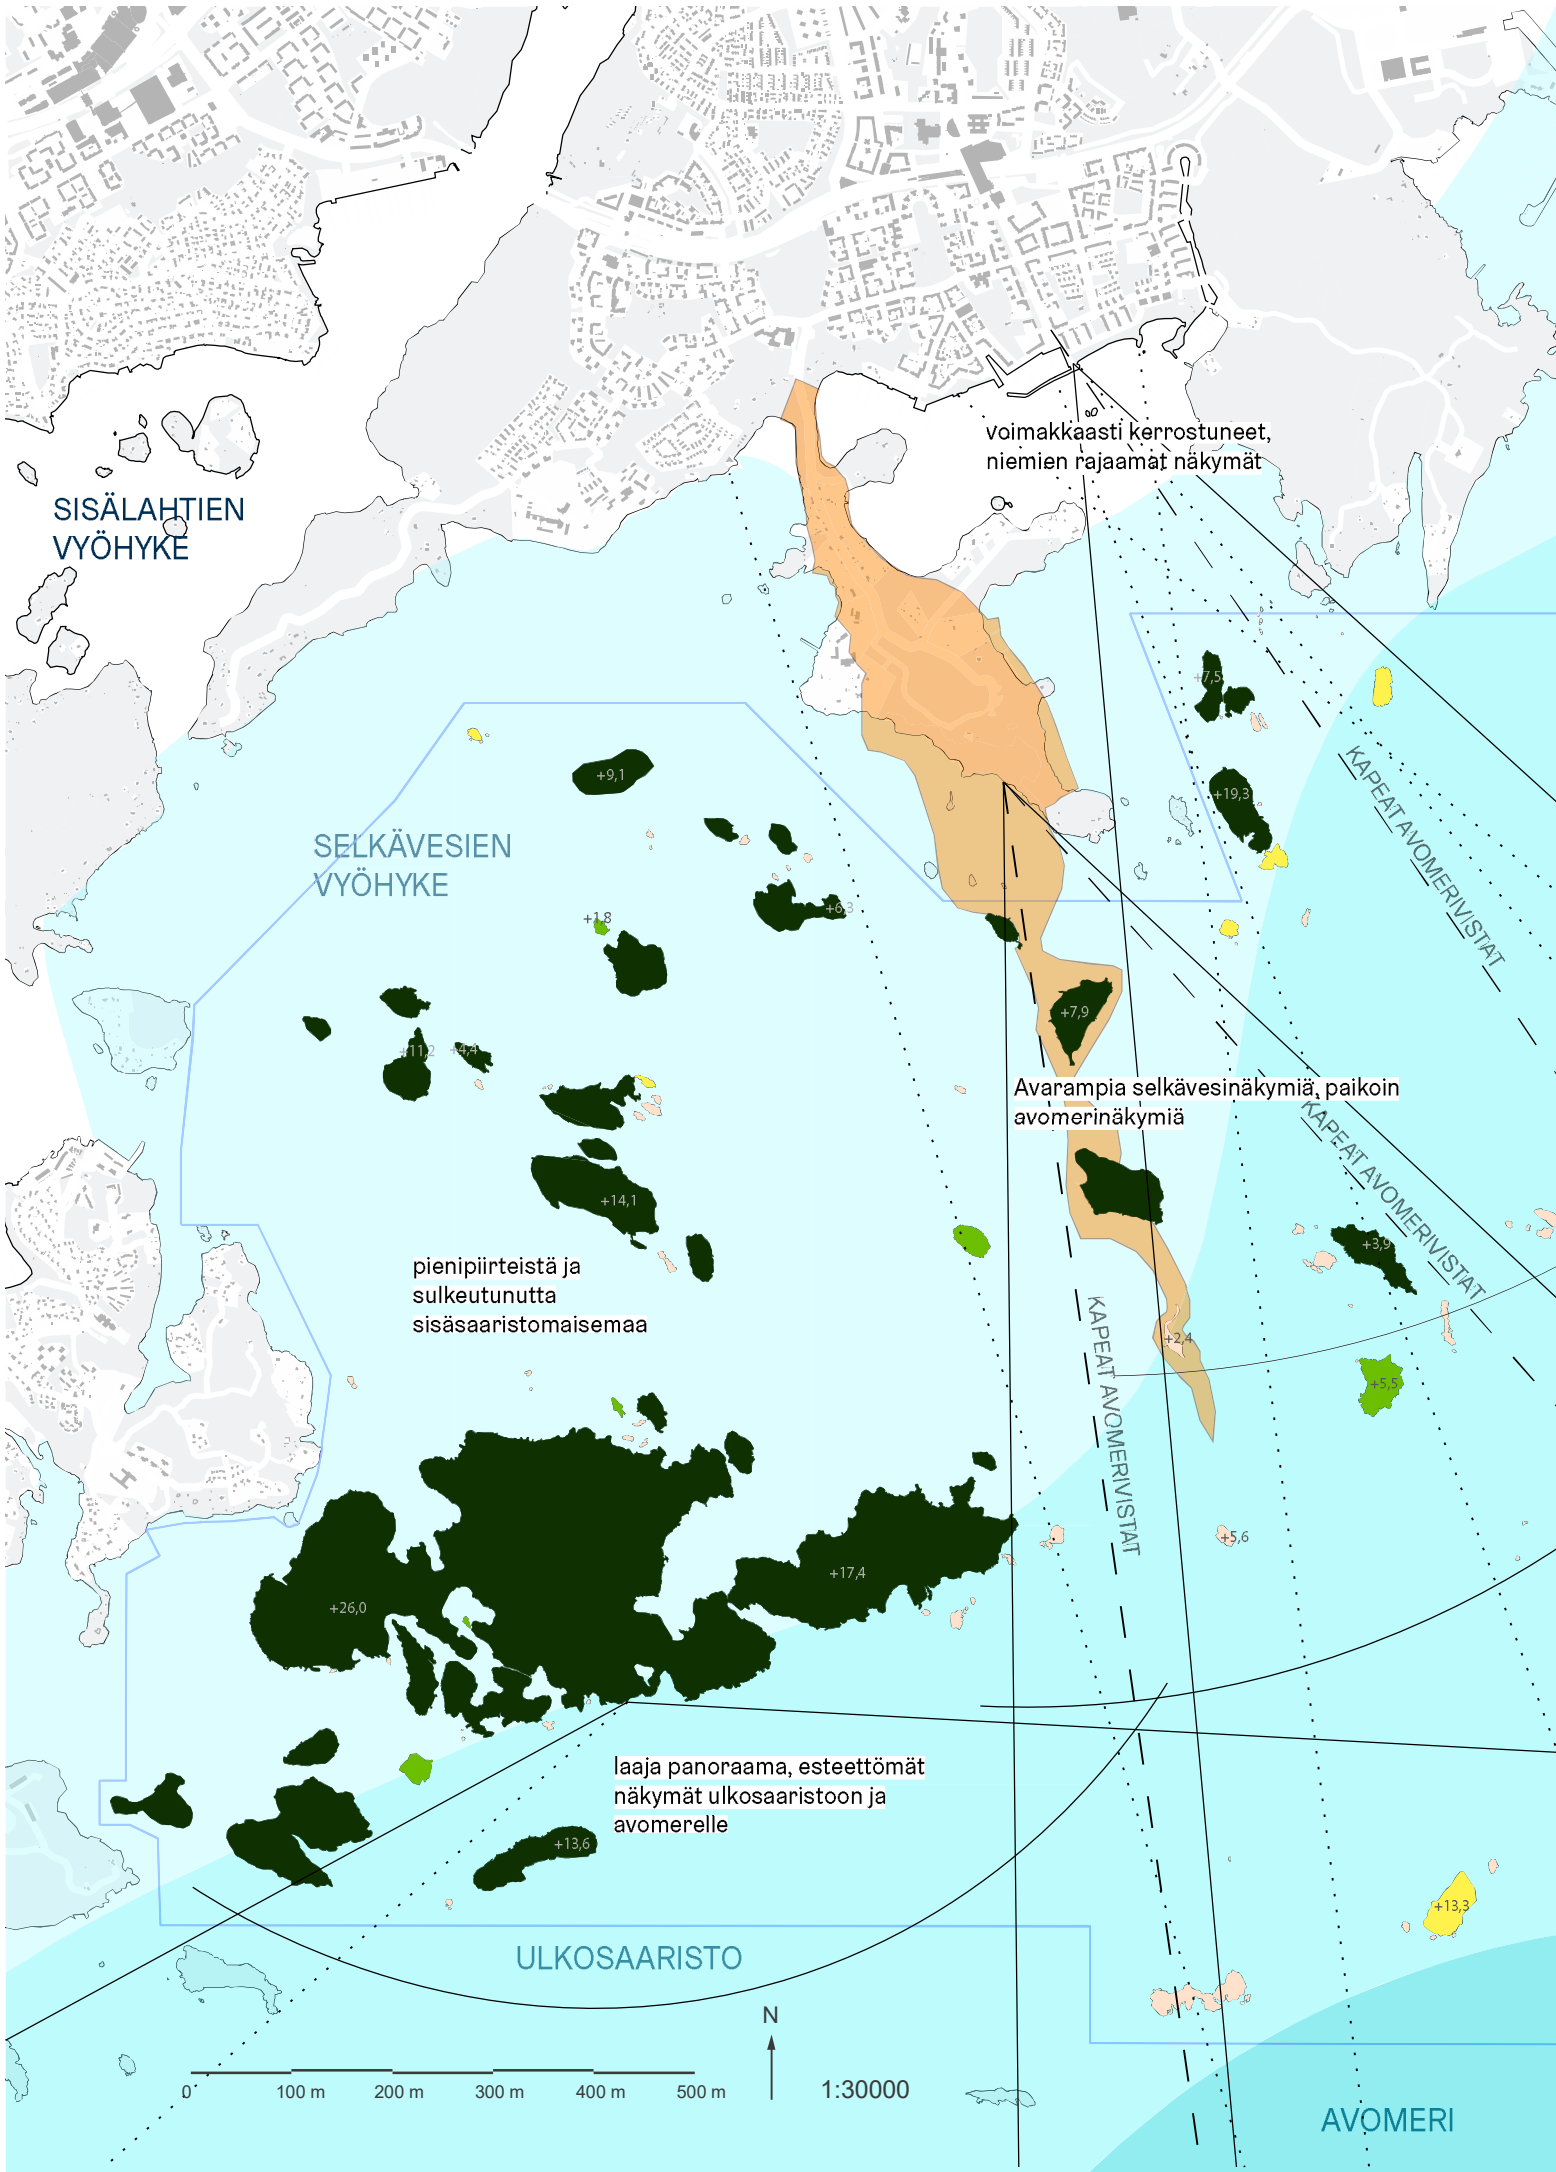 voimakkaasti kerrostuneet,
niemien rajaamat näkymät
SISÄLAHTIEN
VYÖHYKE
+7,5
KAPEAT AVOMERIVISTAT
+9,1
+19,3
SELKÄVESIEN
VYÖHYKE
+6,3
+1,8
+7,9
+11,2
+4,4
Avarampia selkävesinäkymiä, paikoin
avomerinäkymiä
KAPEAT AVOMERIVISTAT
+14,1
+3,9
pienipiirteistä ja
sulkeutunutta
sisäsaaristomaisemaa
KAPEAT AVOMERIVISTAT
+2,4
+5,5
+5,6
+17,4
+26,0
laaja panoraama, esteettömät
näkymät ulkosaaristoon ja
avomerelle
+13,6
+13,3
ULKOSAARISTO
N
0 100 m 200 m 300 m 400 m 500 m
1:30000
AVOMERI